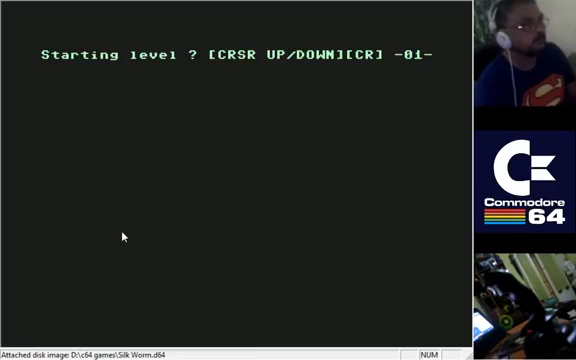 Starting level ? [CRSR UP/DOWN][CR] -01-
Commodore
64
Attached disk image: D:\c64 games\Silk Worm.d64
NUM